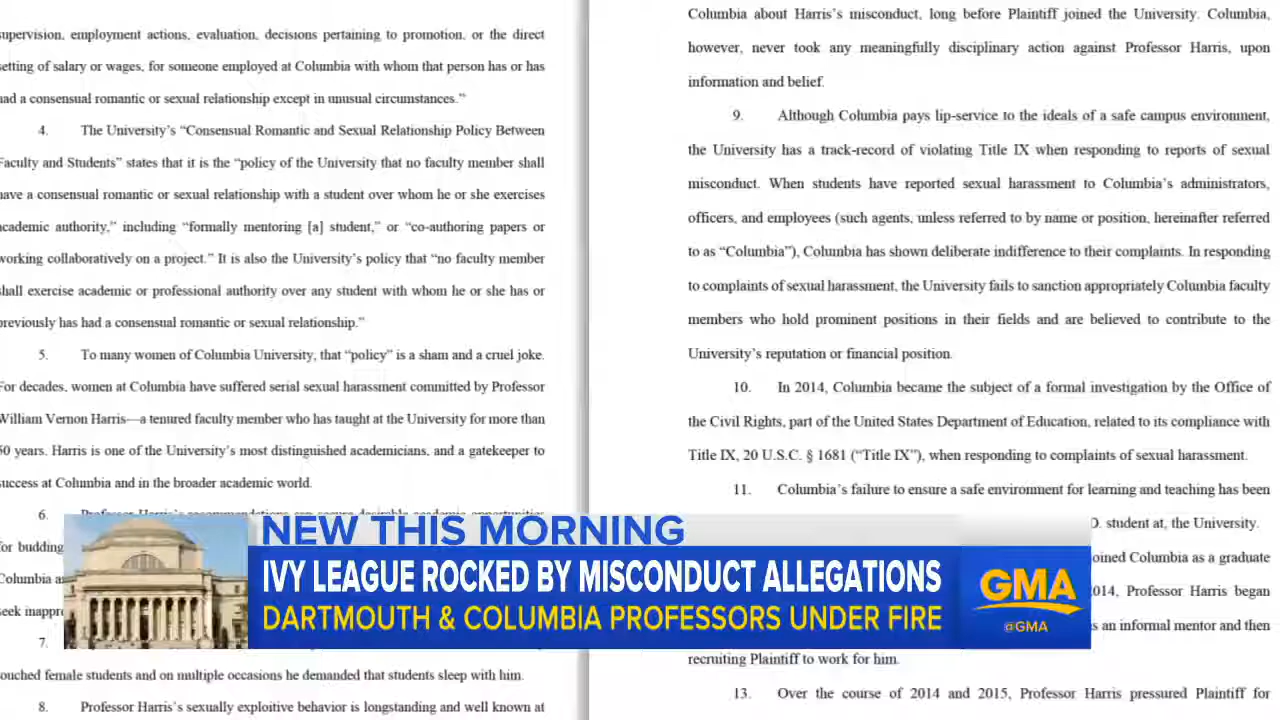 supervision, employment actions, evaluation, decisions pertaining to promotion, or the direct
setting of salary or wages, for someone employed at Columbia with whom that person has or has
had a consensual romantic or sexual relationship except in unusual circumstances.”
4. The University’s “Consensual Romantic and Sexual Relationship Policy Between
Faculty and Students” states that it is the “policy of the University that no faculty member shall
have a consensual romantic or sexual relationship with a student over whom he or she exercises
academic authority,” including “formally mentoring [a] student,” or “co-authoring papers or
working collaboratively on a project.” It is also the University’s policy that “no faculty member
shall exercise academic or professional authority over any student with whom he or she has or
previously has had a consensual romantic or sexual relationship.”
5. To many women of Columbia University, that “policy” is a sham and a cruel joke.
For decades, women at Columbia have suffered serial sexual harassment committed by Professor
William Vernon Harris—a tenured faculty member who has taught at the University for more than
50 years. Harris is one of the University’s most distinguished academicians, and a gatekeeper to
success at Columbia and in the broader academic world.
6. Professor Harris’s recommendations can secure desirable academic opportunities
for budding
Columbia
seek
7.
touched female students and on multiple occasions he demanded that students sleep with him.
8. Professor Harris’s sexually exploitive behavior is longstanding and well known at
Columbia about Harris’s misconduct, long before Plaintiff joined the University. Columbia,
however, never took any meaningfully disciplinary action against Professor Harris, upon
information and belief.
9. Although Columbia pays lip-service to the ideals of a safe campus environment,
the University has a track-record of violating Title IX when responding to reports of sexual
misconduct. When students have reported sexual harassment to Columbia’s administrators,
officers, and employees (such agents, unless referred to by name or position, hereinafter referred
to as “Columbia”), Columbia has shown deliberate indifference to their complaints. In responding
to complaints of sexual harassment, the University fails to sanction appropriately Columbia faculty
members who hold prominent positions in their fields and are believed to contribute to the
University’s reputation or financial position.
10. In 2014, Columbia became the subject of a formal investigation by the Office of
the Civil Rights, part of the United States Department of Education, related to its compliance with
Title IX, 20 U.S.C. § 1681 (“Title IX”), when responding to complaints of sexual harassment.
11. Columbia’s failure to ensure a safe environment for learning and teaching has been
D. student at, the University.
oined Columbia as a graduate
014, Professor Harris began
s an informal mentor and then
recruiting Plaintiff to work for him.
13. Over the course of 2014 and 2015, Professor Harris pressured Plaintiff for
NEW THIS MORNING
IVY LEAGUE ROCKED BY MISCONDUCT ALLEGATIONS
DARTMOUTH & COLUMBIA PROFESSORS UNDER FIRE
GMA
@GMA